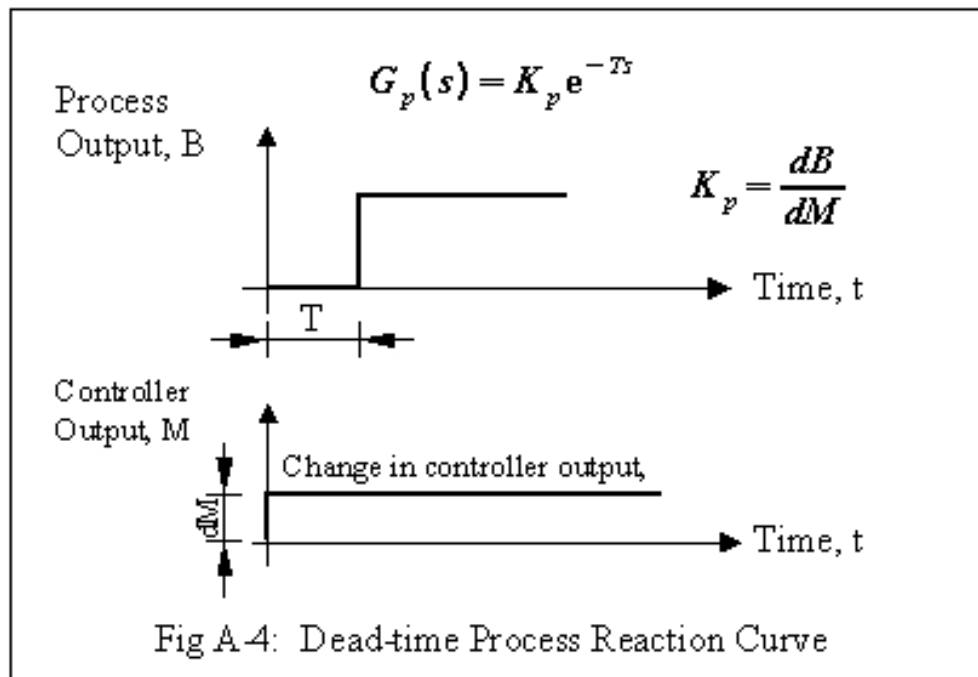 G_p(s) = K_p e^{-Ts}
Process
Output, B
K_p = \frac{dB}{dM}
Time, t
T
Controller
Output, M
Change in controller output,
dM
Time, t
Fig A-4: Dead-time Process Reaction Curve